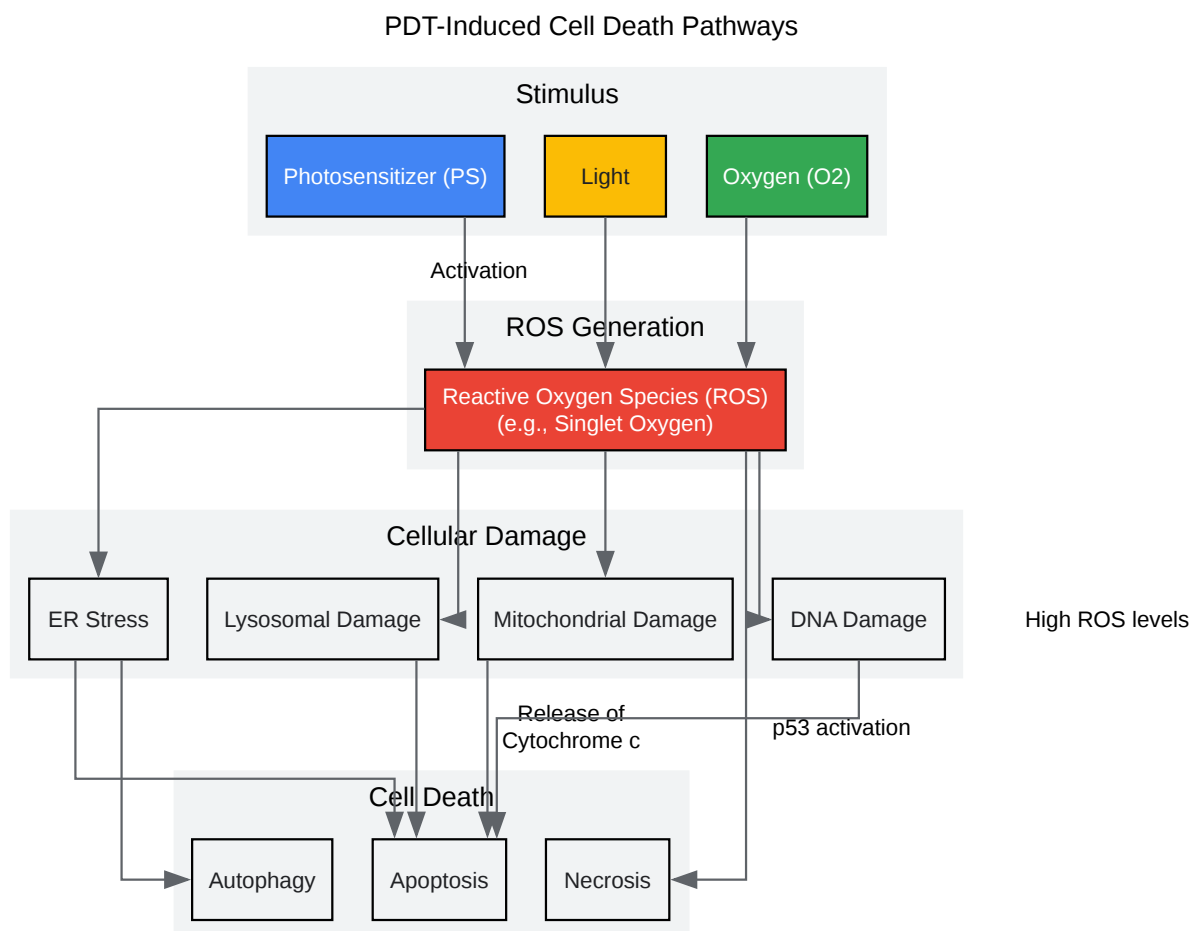 PDT-Induced Cell Death Pathways
Stimulus
Photosensitizer (PS)
Light
Oxygen (O2)
Activation
ROS Generation
Reactive Oxygen Species (ROS)
(e.g., Singlet Oxygen)
Cellular Damage
ER Stress
Lysosomal Damage
Mitochondrial Damage
DNA Damage
High ROS levels
Release of
Cytochrome c
p53 activation
Cell Death
Autophagy
Apoptosis
Necrosis